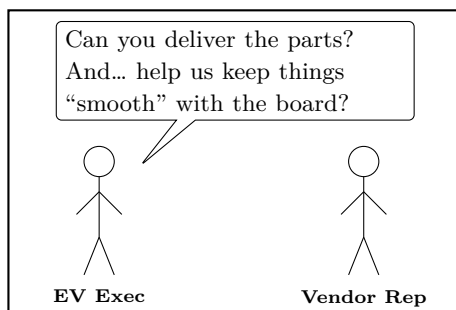 Can you deliver the parts?
And… help us keep things
“smooth” with the board?
EV Exec
Vendor Rep